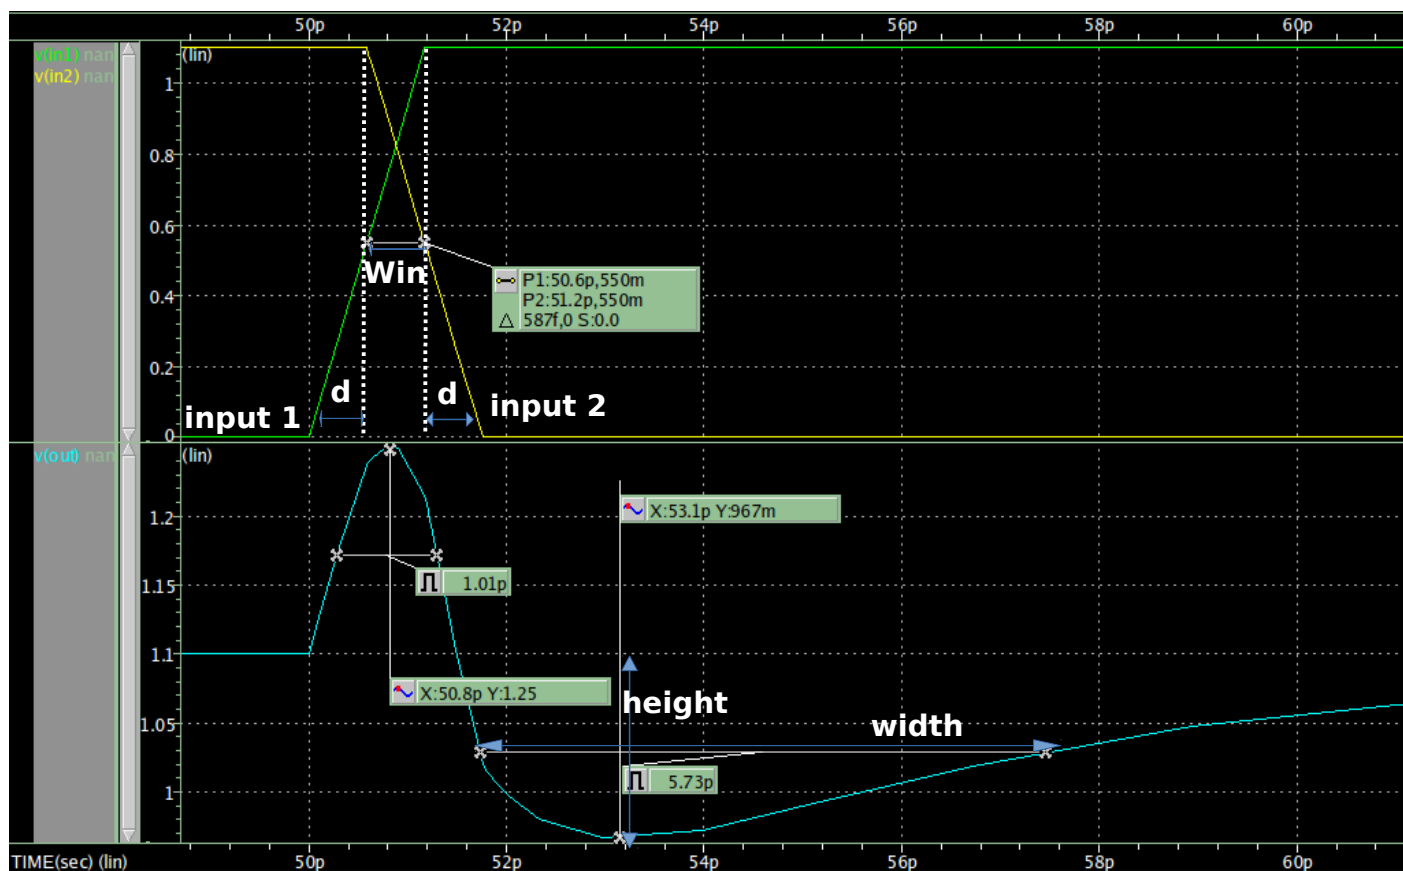 50p 52p 54p 56p 58p 60p
v(in1) nan
v(in2) nan
(lin)
1
0.8
0.6
0.4
0.2
0
Win
P1:50.6p,550m
P2:51.2p,550m
△ 587f,0 S:0.0
d
d
input 1
input 2
v(out) nan
(lin)
1.2
1.15
1.1
1.05
1
X:53.1p Y:967m
1.01p
X:50.8p Y:1.25
height
width
5.73p
TIME(sec) (lin) 50p 52p 54p 56p 58p 60p